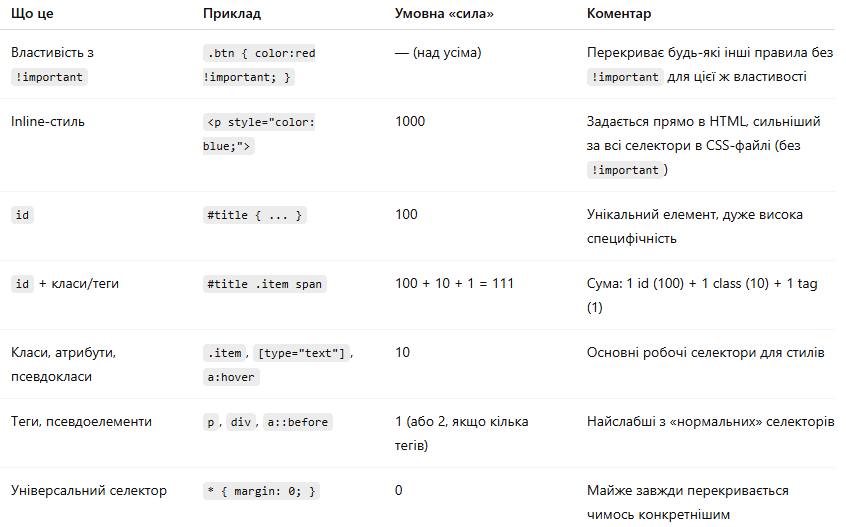 Що це Приклад Умовна «сила» Коментар
Властивість з .btn { color:red — (над усіма) Перекриває будь-які інші правила без
!important !important; } !important для цієї ж властивості
Inline-стиль <p style="color: 1000 Задається прямо в HTML, сильніший
blue;"> за всі селектори в CSS-файлі (без
!important)
id #title { ... } 100 Унікальний елемент, дуже висока
специфічність
id + класи/теги #title .item span 100 + 10 + 1 = 111 Сума: 1 id (100) + 1 class (10) + 1 tag
(1)
Класи, атрибути, .item, [type="text"], 10 Основні робочі селектори для стилів
псевдокласи a:hover
Теги, псевдоелементи p, div, a::before 1 (або 2, якщо кілька Найслабші з «нормальних» селекторів
тегів)
Універсальний селектор * { margin: 0; } 0 Майже завжди перекривається
чимось конкретнішим